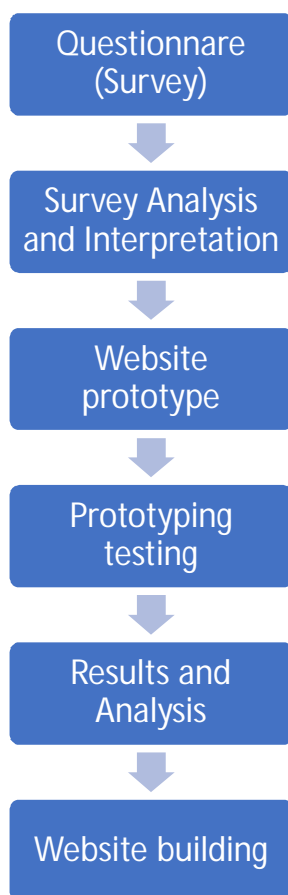 Questionnare
(Survey)
Survey Analysis
and Interpretation
Website
prototype
Prototyping
testing
Results and
Analysis
Website building